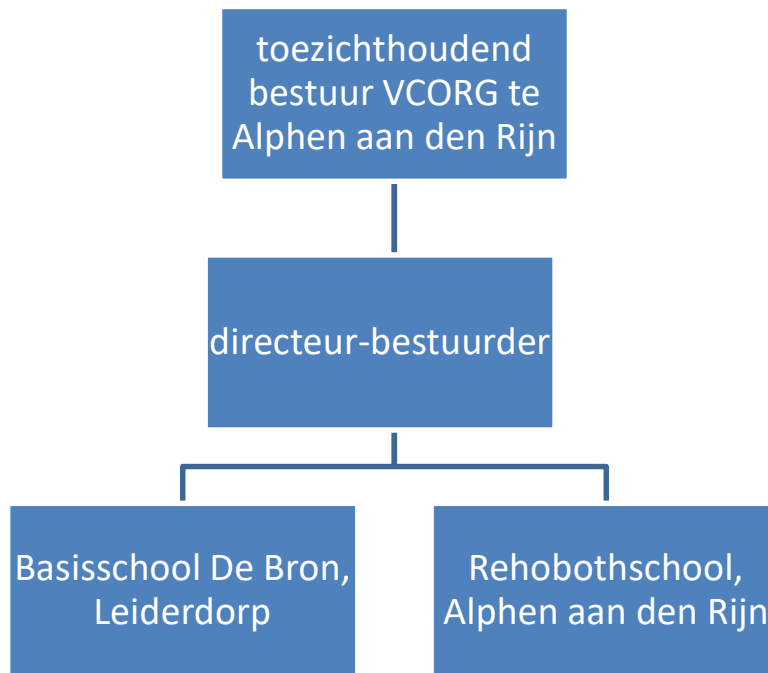 toezichthoudend
bestuur VCORG te
Alphen aan den Rijn
directeur-bestuurder
Basisschool De Bron,
Leiderdorp
Rehobothschool,
Alphen aan den Rijn